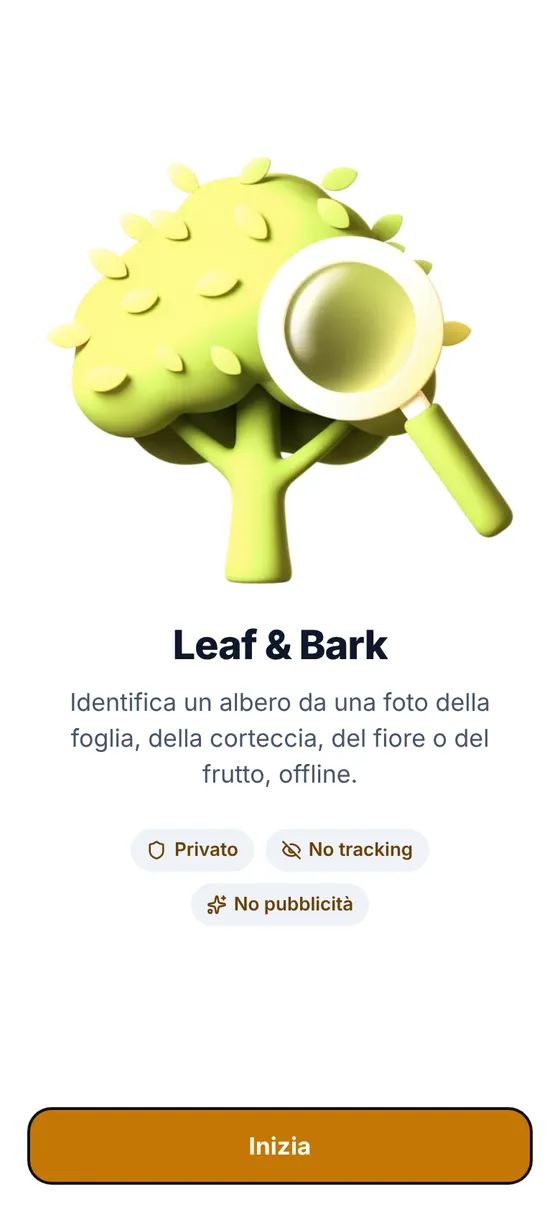 Leaf & Bark
Identifica un albero da una foto della
foglia, della corteccia, del fiore o del
frutto, offline.
Privato
No tracking
No pubblicità
Inizia